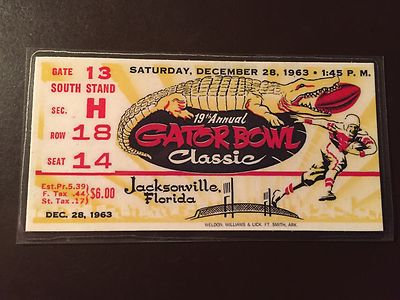 GATE 13
SATURDAY, DECEMBER 28, 1963 • 1:45 P. M.
SOUTH STAND
SEC. H
ROW 18
SEAT 14
19th Annual
GATOR BOWL
Classic
Est. Pr. 5.39)
F. Tax .44)
St. Tax .17)
$6.00
DEC. 28, 1963
Jacksonville,
Florida
WELDON, WILLIAMS & LICK, FT. SMITH, ARK.